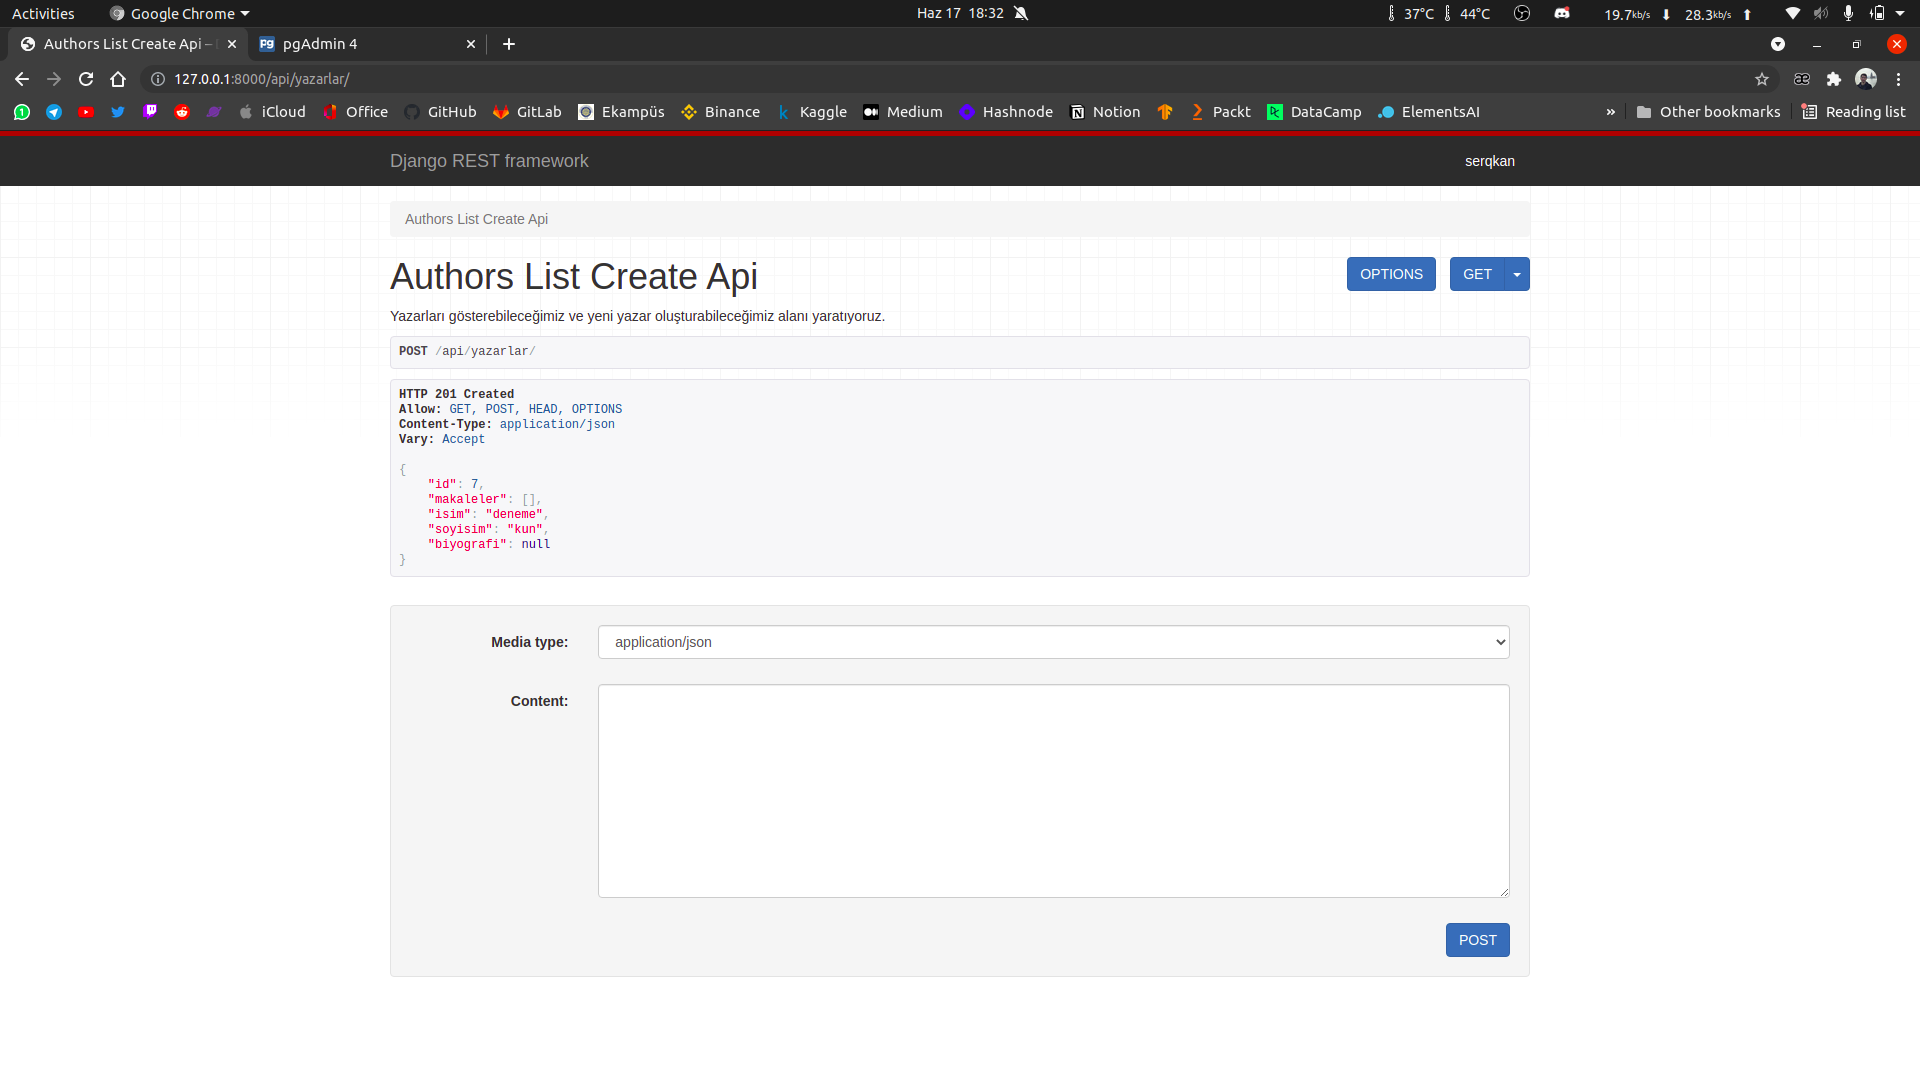 Activities Google Chrome Haz 17 18:32 37°C 44°C 19.7kb/s 28.3kb/s
Authors List Create Api – pgAdmin 4
127.0.0.1:8000/api/yazarlar/
iCloud Office GitHub GitLab Ekampüs Binance Kaggle Medium Hashnode Notion Packt DataCamp ElementsAI » Other bookmarks Reading list
Django REST framework serqkan
Authors List Create Api
Authors List Create Api OPTIONS GET
Yazarları gösterebileceğimiz ve yeni yazar oluşturabileceğimiz alanı yaratıyoruz.
POST /api/yazarlar/
HTTP 201 Created
Allow: GET, POST, HEAD, OPTIONS
Content-Type: application/json
Vary: Accept
{
"id": 7,
"makaleler": [],
"isim": "deneme",
"soyisim": "kun",
"biyografi": null
}
Media type: application/json
Content:
POST